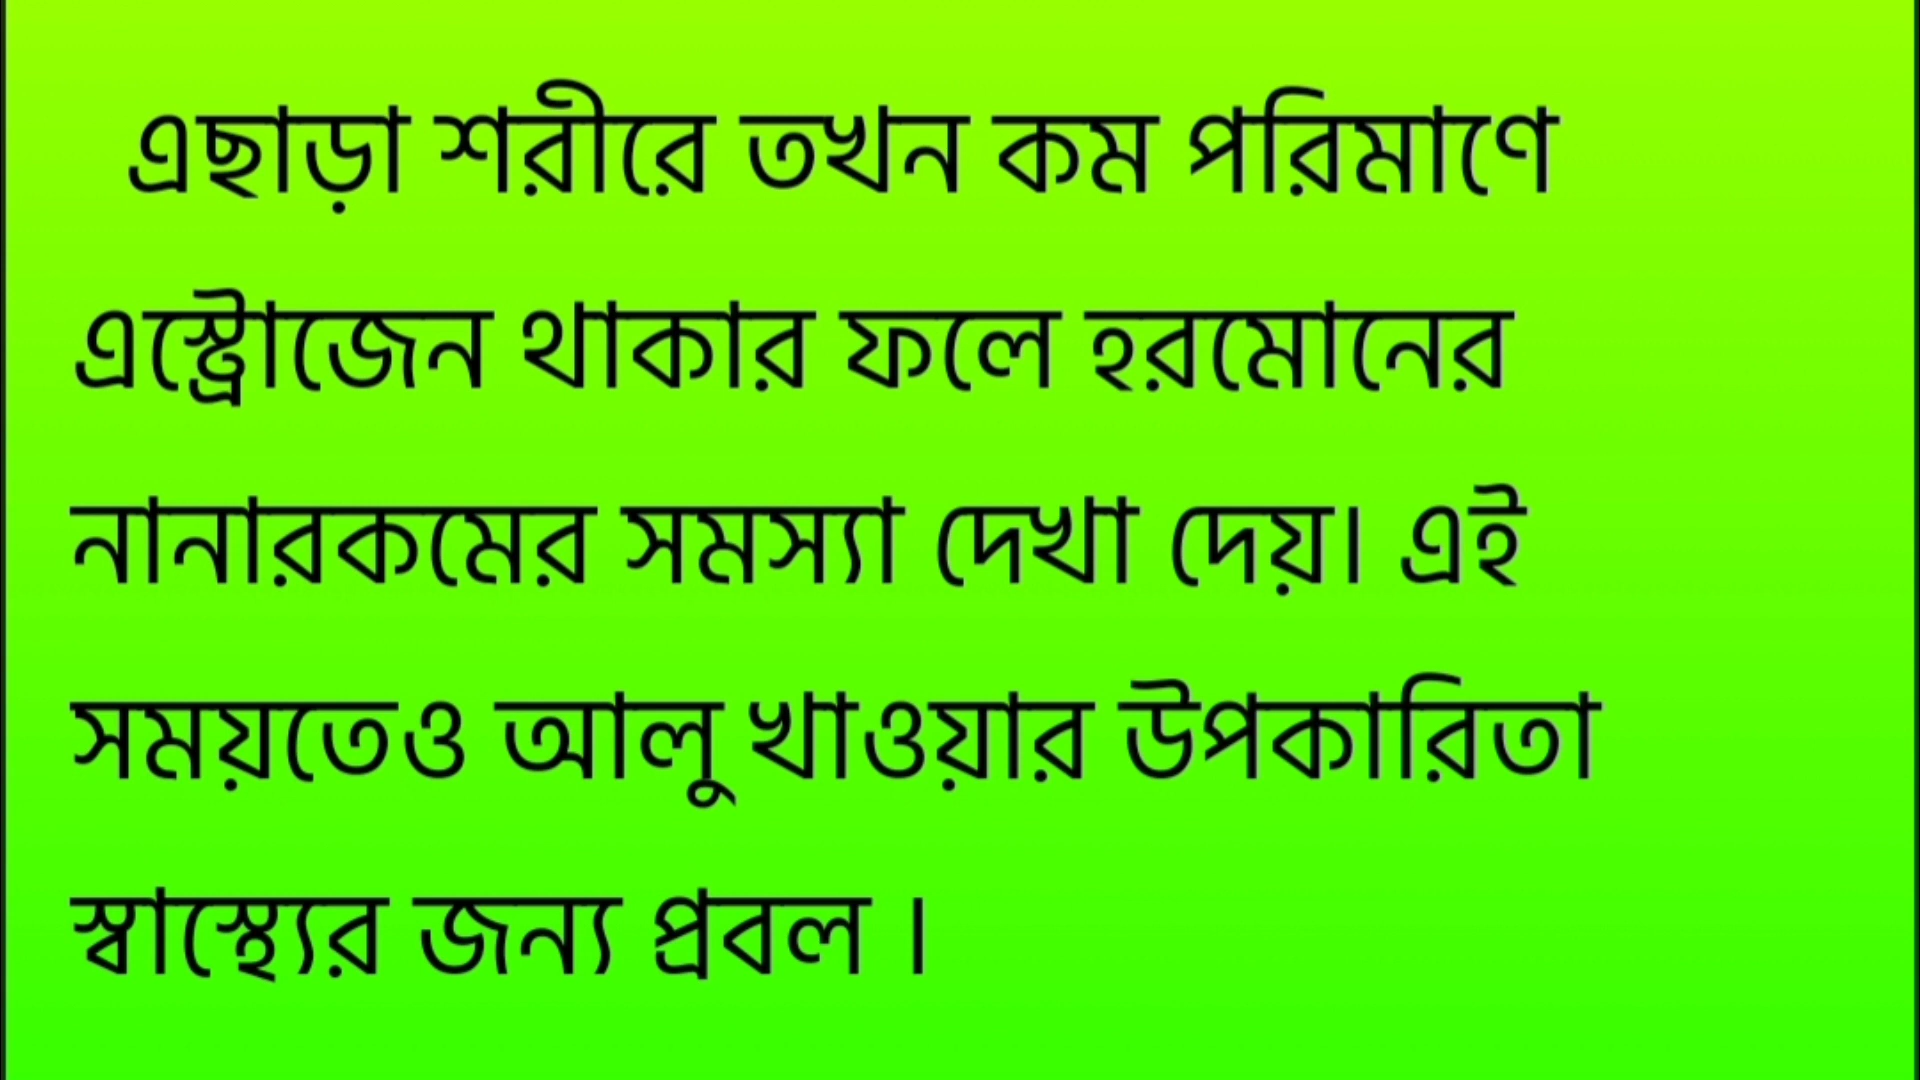 এছাড়া শরীরে তখন কম পরিমাণে
এস্ট্রোজেন থাকার ফলে হরমোনের
নানারকমের সমস্যা দেখা দেয়। এই
সময়তেও আলু খাওয়ার উপকারিতা
স্বাস্থ্যের জন্য প্রবল ।